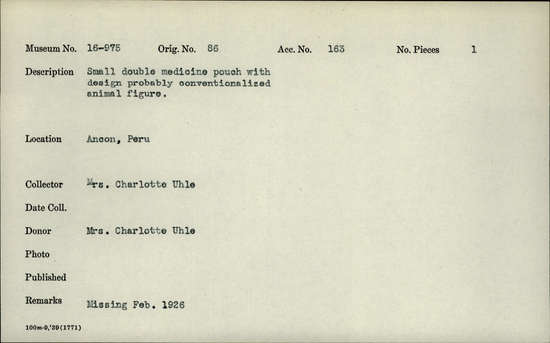 Museum No. 16-975 Orig. No. 86 Acc. No. 163 No. Pieces 1
Description Small double medicine pouch with
design probably conventionalized
animal figure.
Location Ancon, Peru
Collector Mrs. Charlotte Uhle
Date Coll.
Donor Mrs. Charlotte Uhle
Photo
Published
Remarks Missing Feb. 1926
100m-9,'39(1771)